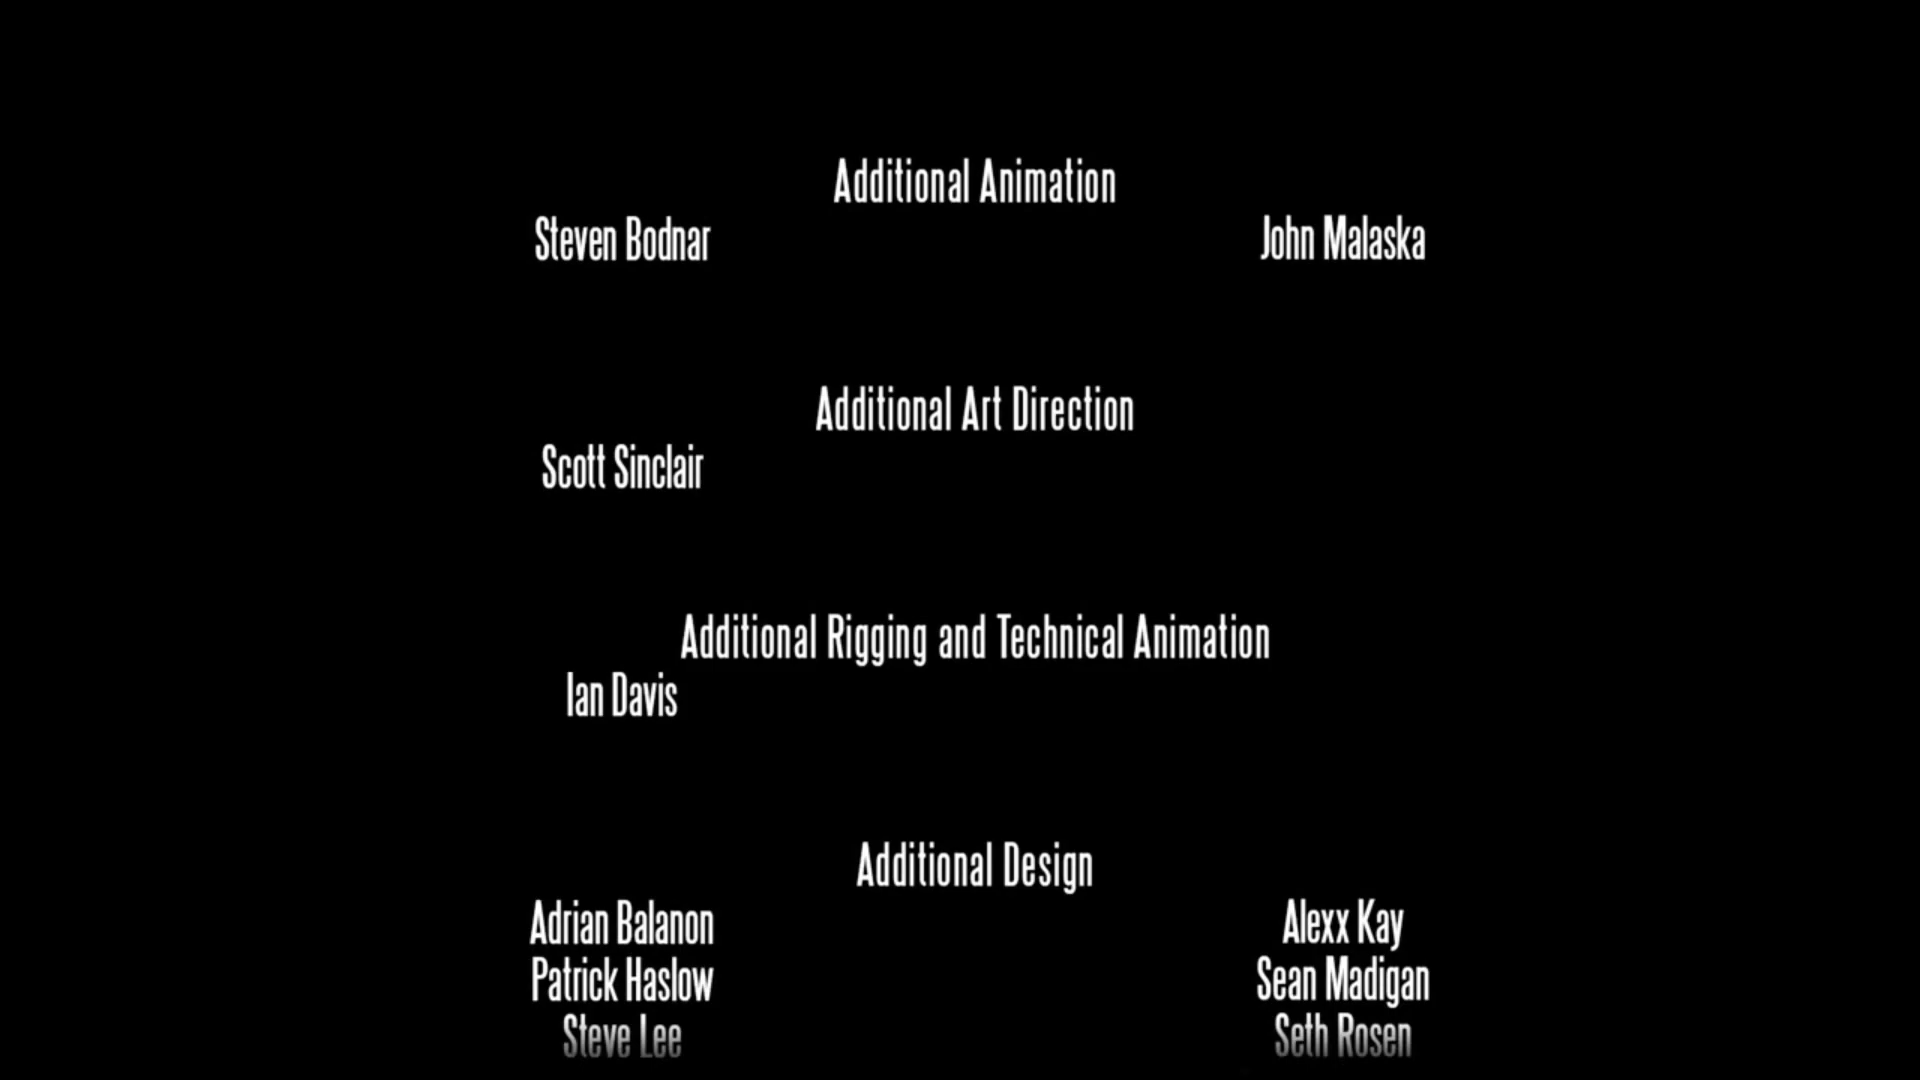 Additional Animation
Steven Bodnar John Malaska
Additional Art Direction
Scott Sinclair
Additional Rigging and Technical Animation
Ian Davis
Additional Design
Adrian Balanon Alexx Kay
Patrick Haslow Sean Madigan
Steve Lee Seth Rosen